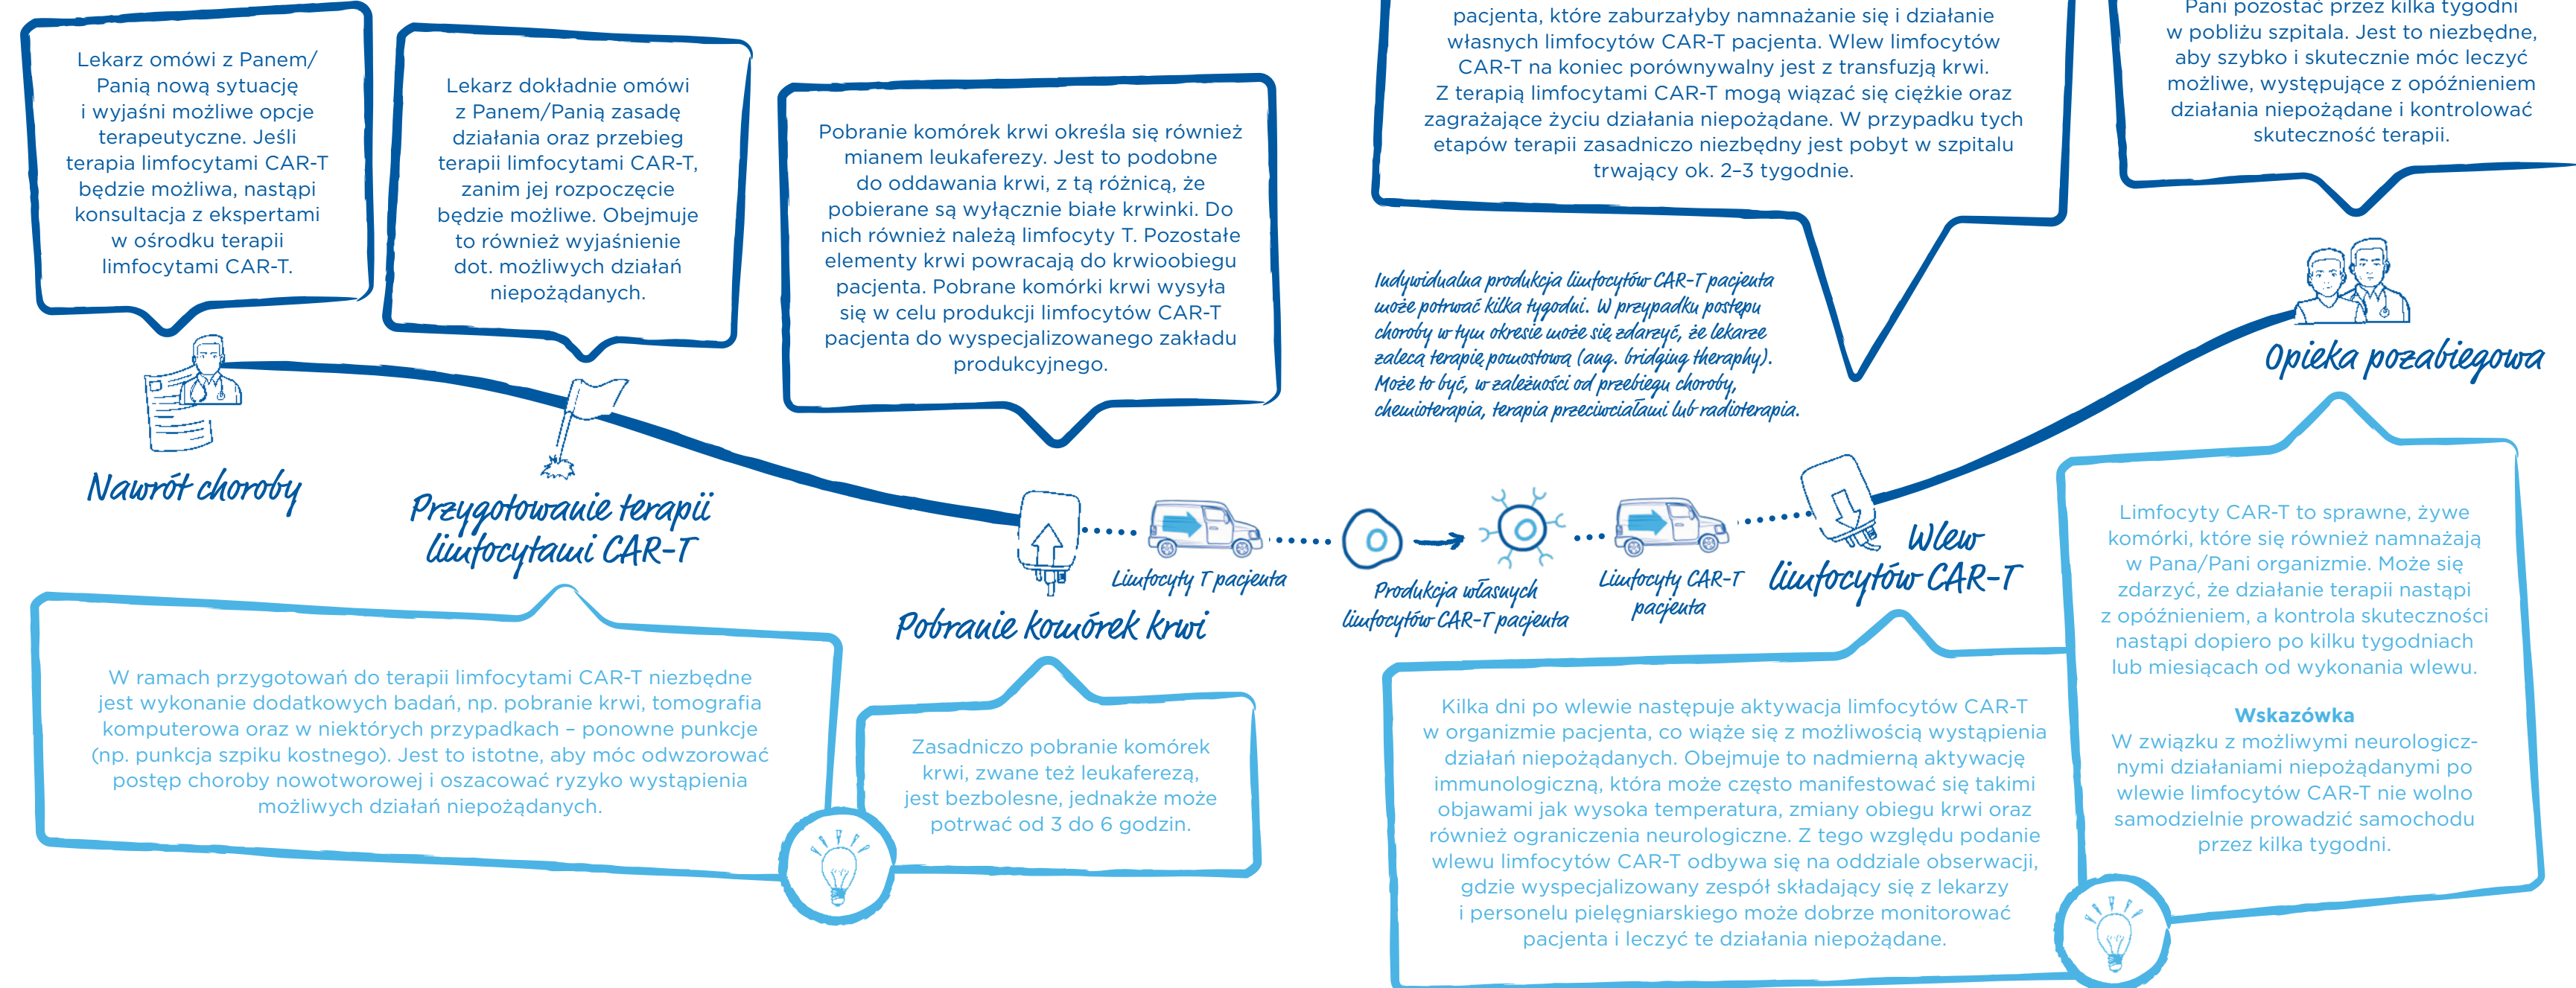 Lekarz omówi z Panem/
Panią nową sytuację
i wyjaśni możliwe opcje
terapeutyczne. Jeśli
terapia limfocytami CAR-T
będzie możliwa, nastąpi
konsultacja z ekspertami
w ośrodku terapii
limfocytami CAR-T.
Nawrót choroby
Lekarz dokładnie omówi
z Panem/Panią zasadę
działania oraz przebieg
terapii limfocytami CAR-T,
zanim jej rozpoczęcie
będzie możliwe. Obejmuje
to również wyjaśnienie
dot. możliwych działań
niepożądanych.
Przygotowanie terapii
limfocytami CAR-T
W ramach przygotowań do terapii limfocytami CAR-T niezbędne
jest wykonanie dodatkowych badań, np. pobranie krwi, tomografia
komputerowa oraz w niektórych przypadkach – ponowne punkcje
(np. punkcja szpiku kostnego). Jest to istotne, aby móc odwzorować
postęp choroby nowotworowej i oszacować ryzyko wystąpienia
możliwych działań niepożądanych.
Pobranie komórek krwi określa się również
mianem leukaferezy. Jest to podobne
do oddawania krwi, z tą różnicą, że
pobierane są wyłącznie białe krwinki. Do
nich również należą limfocyty T. Pozostałe
elementy krwi powracają do krwioobiegu
pacjenta. Pobrane komórki krwi wysyła
się w celu produkcji limfocytów CAR-T
pacjenta do wyspecjalizowanego zakładu
produkcyjnego.
Pobranie komórek krwi
Zasadniczo pobranie komórek
krwi, zwane też leukaferezą,
jest bezbolesne, jednakże może
potrwać od 3 do 6 godzin.
Limfocyty T pacjenta
Produkcja własnych
limfocytów CAR-T pacjenta
Limfocyty CAR-T
pacjenta
Indywidualna produkcja limfocytów CAR-T pacjenta
może potrwać kilka tygodni. W przypadku postępu
choroby w tym okresie może się zdarzyć, że lekarze
zalecą terapię pomostową (ang. bridging theraphy).
Może to być, w zależności od przebiegu choroby,
chemioterapia, terapia przeciwciałami lub radioterapia.
pacjenta, które zaburzałyby namnażanie się i działanie
własnych limfocytów CAR-T pacjenta. Wlew limfocytów
CAR-T na koniec porównywalny jest z transfuzją krwi.
Z terapią limfocytami CAR-T mogą wiązać się ciężkie oraz
zagrażające życiu działania niepożądane. W przypadku tych
etapów terapii zasadniczo niezbędny jest pobyt w szpitalu
trwający ok. 2–3 tygodnie.
Wlew
limfocytów CAR-T
Kilka dni po wlewie następuje aktywacja limfocytów CAR-T
w organizmie pacjenta, co wiąże się z możliwością wystąpienia
działań niepożądanych. Obejmuje to nadmierną aktywację
immunologiczną, która może często manifestować się takimi
objawami jak wysoka temperatura, zmiany obiegu krwi oraz
również ograniczenia neurologiczne. Z tego względu podanie
wlewu limfocytów CAR-T odbywa się na oddziale obserwacji,
gdzie wyspecjalizowany zespół składający się z lekarzy
i personelu pielęgniarskiego może dobrze monitorować
pacjenta i leczyć te działania niepożądane.
Pani pozostać przez kilka tygodni
w pobliżu szpitala. Jest to niezbędne,
aby szybko i skutecznie móc leczyć
możliwe, występujące z opóźnieniem
działania niepożądane i kontrolować
skuteczność terapii.
Opieka pozabiegowa
Limfocyty CAR-T to sprawne, żywe
komórki, które się również namnażają
w Pana/Pani organizmie. Może się
zdarzyć, że działanie terapii nastąpi
z opóźnieniem, a kontrola skuteczności
nastąpi dopiero po kilku tygodniach
lub miesiącach od wykonania wlewu.
Wskazówka
W związku z możliwymi neurologicz-
nymi działaniami niepożądanymi po
wlewie limfocytów CAR-T nie wolno
samodzielnie prowadzić samochodu
przez kilka tygodni.